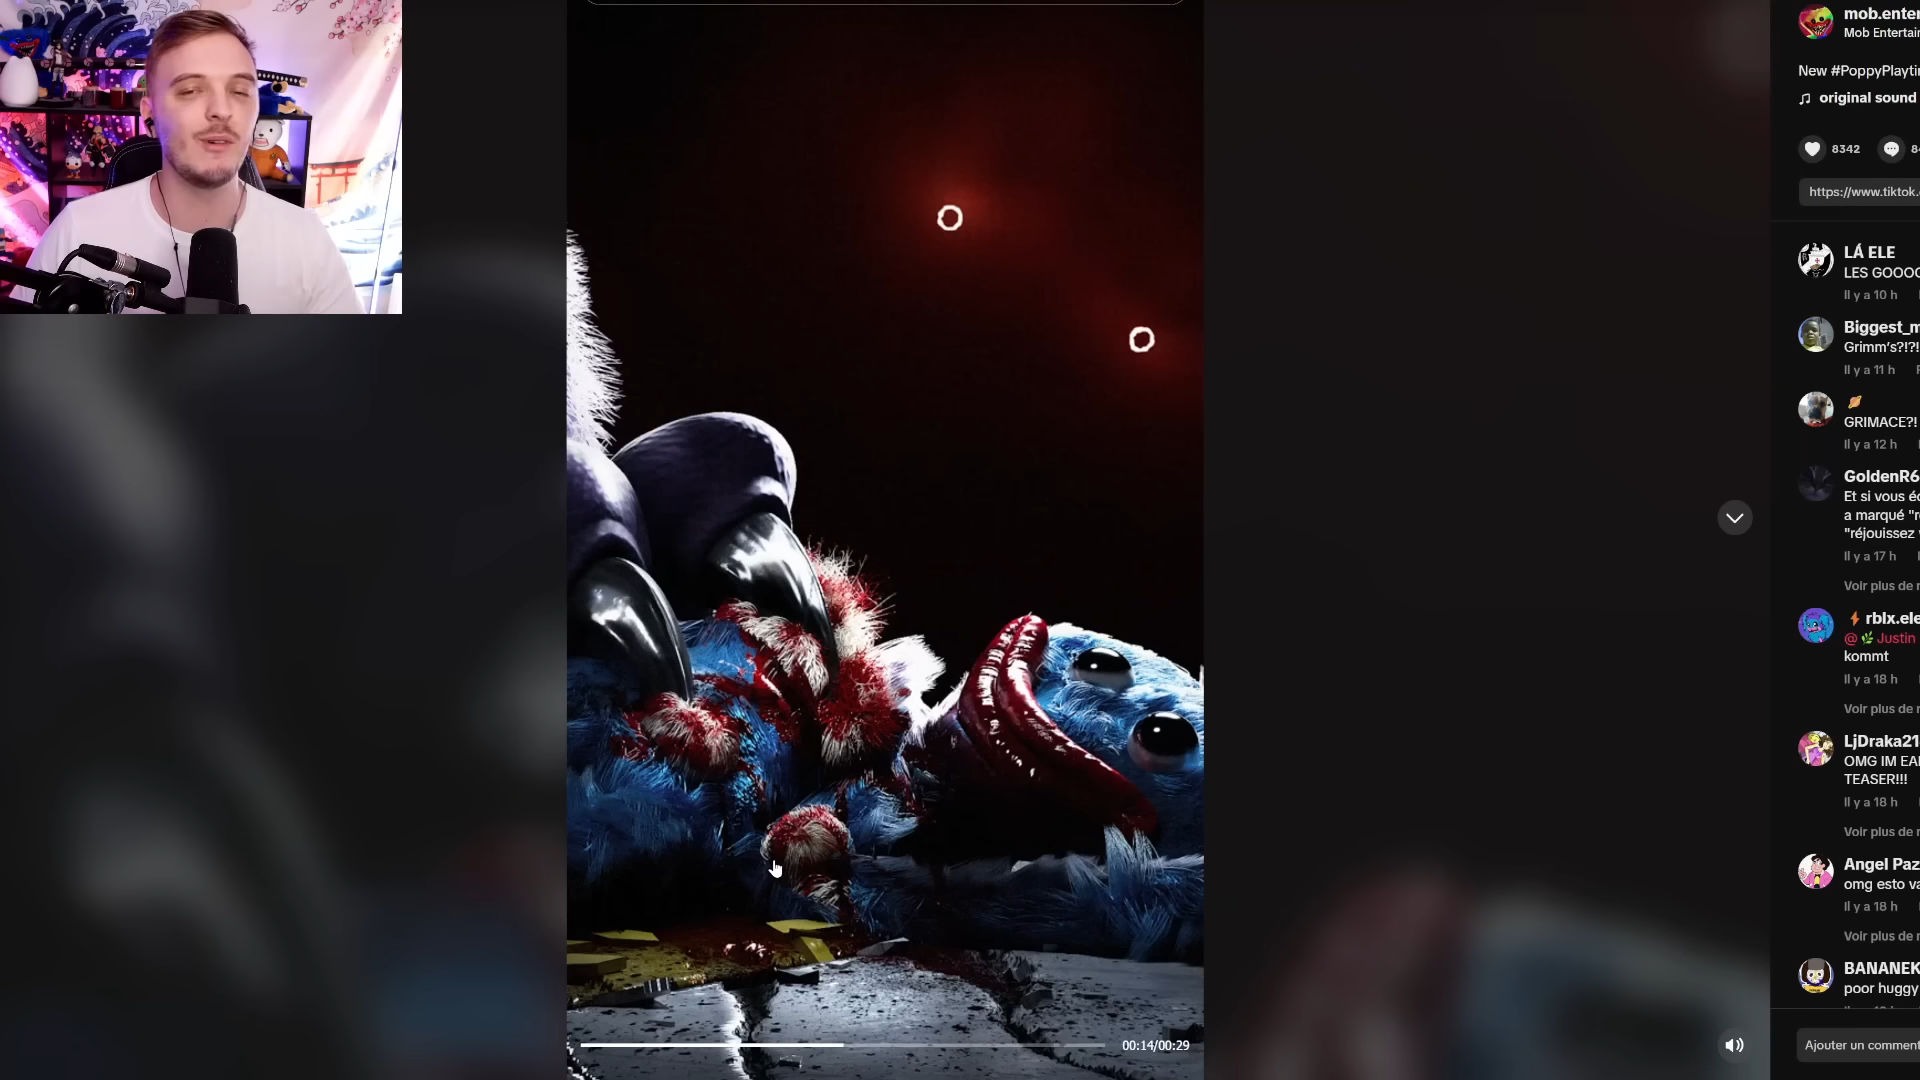 mob.enter
Mob Entertai
New #PoppyPlayti
original sound
8342
https://www.tiktok.
LÁ ELE
LES GOOO
Il y a 10 h
Biggest_m
Grimm's?!?!
Il y a 11 h
GRIMACE?!
Il y a 12 h
GoldenR6
Et si vous éc
a marqué "r
"réjouissez
Il y a 17 h
Voir plus de
rblx.ele
@ Justin
kommt
Il y a 18 h
Voir plus de
LjDraka21
OMG IM EA
TEASER!!!
Il y a 18 h
Voir plus de
Angel Paz
omg esto va
Il y a 18 h
Voir plus de
BANANEK
poor huggy
00:14/00:29
Ajouter un comment